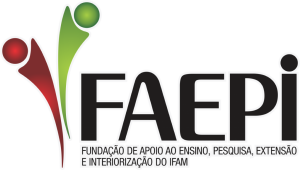 FAEPI
FUNDAÇÃO DE APOIO AO ENSINO, PESQUISA, EXTENSÃO
E INTERIORIZAÇÃO DO IFAM